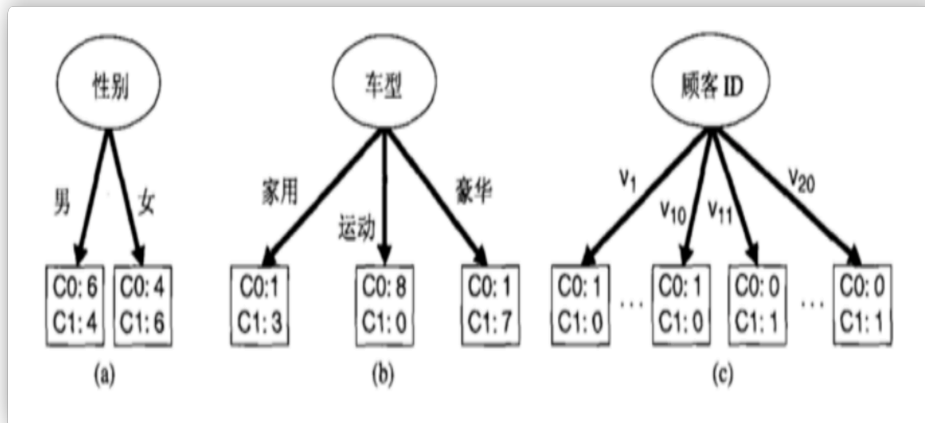 性别 车型 顾客 ID
男 女 家用 运动 豪华 v1 v10 v11 v20
C0: 6 C0: 4 C0:1 C0: 8 C0: 1 C0: 1 ... C0: 1 C0: 0 ... C0: 0
C1: 4 C1: 6 C1: 3 C1: 0 C1: 7 C1: 0 C1: 0 C1: 1 C1: 1
(a) (b) (c)